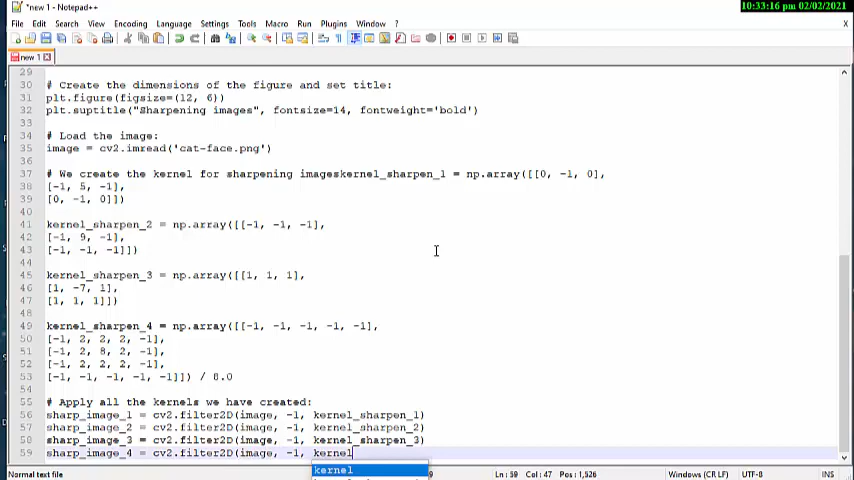 10:33:16 pm 02/02/2021
*new 1 - Notepad++
File Edit Search View Encoding Language Settings Tools Macro Run Plugins Window ?
X
new 1
29
30 # Create the dimensions of the figure and set title:
31 plt.figure(figsize=(12, 6))
32 plt.suptitle("Sharpening images", fontsize=14, fontweight='bold')
33
34 # Load the image:
35 image = cv2.imread('cat-face.png')
36
37 # We create the kernel for sharpening imageskernel_sharpen_1 = np.array([[0, -1, 0],
38 [-1, 5, -1],
39 [0, -1, 0]])
40
41 kernel_sharpen_2 = np.array([[-1, -1, -1],
42 [-1, 9, -1],
43 [-1, -1, -1]])
44
45 kernel_sharpen_3 = np.array([[1, 1, 1],
46 [1, -7, 1],
47 [1, 1, 1]])
48
49 kernel_sharpen_4 = np.array([[-1, -1, -1, -1, -1],
50 [-1, 2, 2, 2, -1],
51 [-1, 2, 8, 2, -1],
52 [-1, 2, 2, 2, -1],
53 [-1, -1, -1, -1, -1]]) / 8.0
54
55 # Apply all the kernels we have created:
56 sharp_image_1 = cv2.filter2D(image, -1, kernel_sharpen_1)
57 sharp_image_2 = cv2.filter2D(image, -1, kernel_sharpen_2)
58 sharp_image_3 = cv2.filter2D(image, -1, kernel_sharpen_3)
59 sharp_image_4 = cv2.filter2D(image, -1, kernel
kernel
Normal text file
Ln : 59 Col : 47 Pos : 1,526
Windows (CR LF)
UTF-8
INS